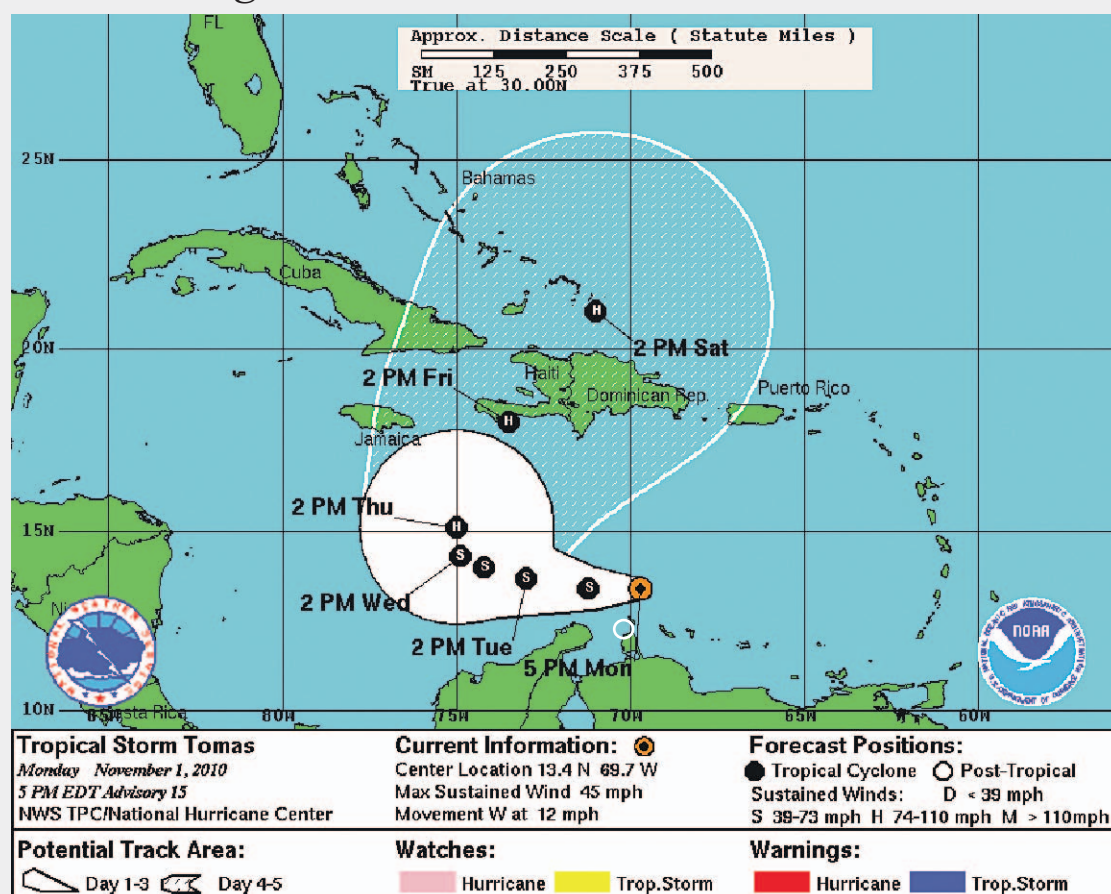 FL
Approx. Distance Scale ( Statute Miles )
SM 125 250 375 500
True at 30.00N
25N
Bahamas
Cuba
20N
2 PM Sat
2 PM Fri
Haiti
Dominican Rep.
Puerto Rico
Jamaica
2 PM Thu
15N
2 PM Wed
2 PM Tue
5 PM Mon
NOAA
10N
85W 80W 75W 70W 65W 60W
Costa Rica
H
H
H
S
S
S
S
Tropical Storm Tomas
Monday November 1, 2010
5 PM EDT Advisory 15
NWS TPC/National Hurricane Center
Current Information:
Center Location 13.4 N 69.7 W
Max Sustained Wind 45 mph
Movement W at 12 mph
Forecast Positions:
Tropical Cyclone Post-Tropical
Sustained Winds: D < 39 mph
S 39-73 mph H 74-110 mph M > 110mph
Potential Track Area:
Day 1-3 Day 4-5
Watches:
Hurricane Trop.Storm
Warnings:
Hurricane Trop.Storm